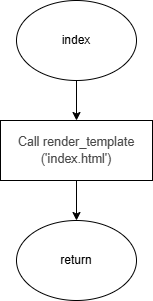 index
Call render_template
('index.html')
return